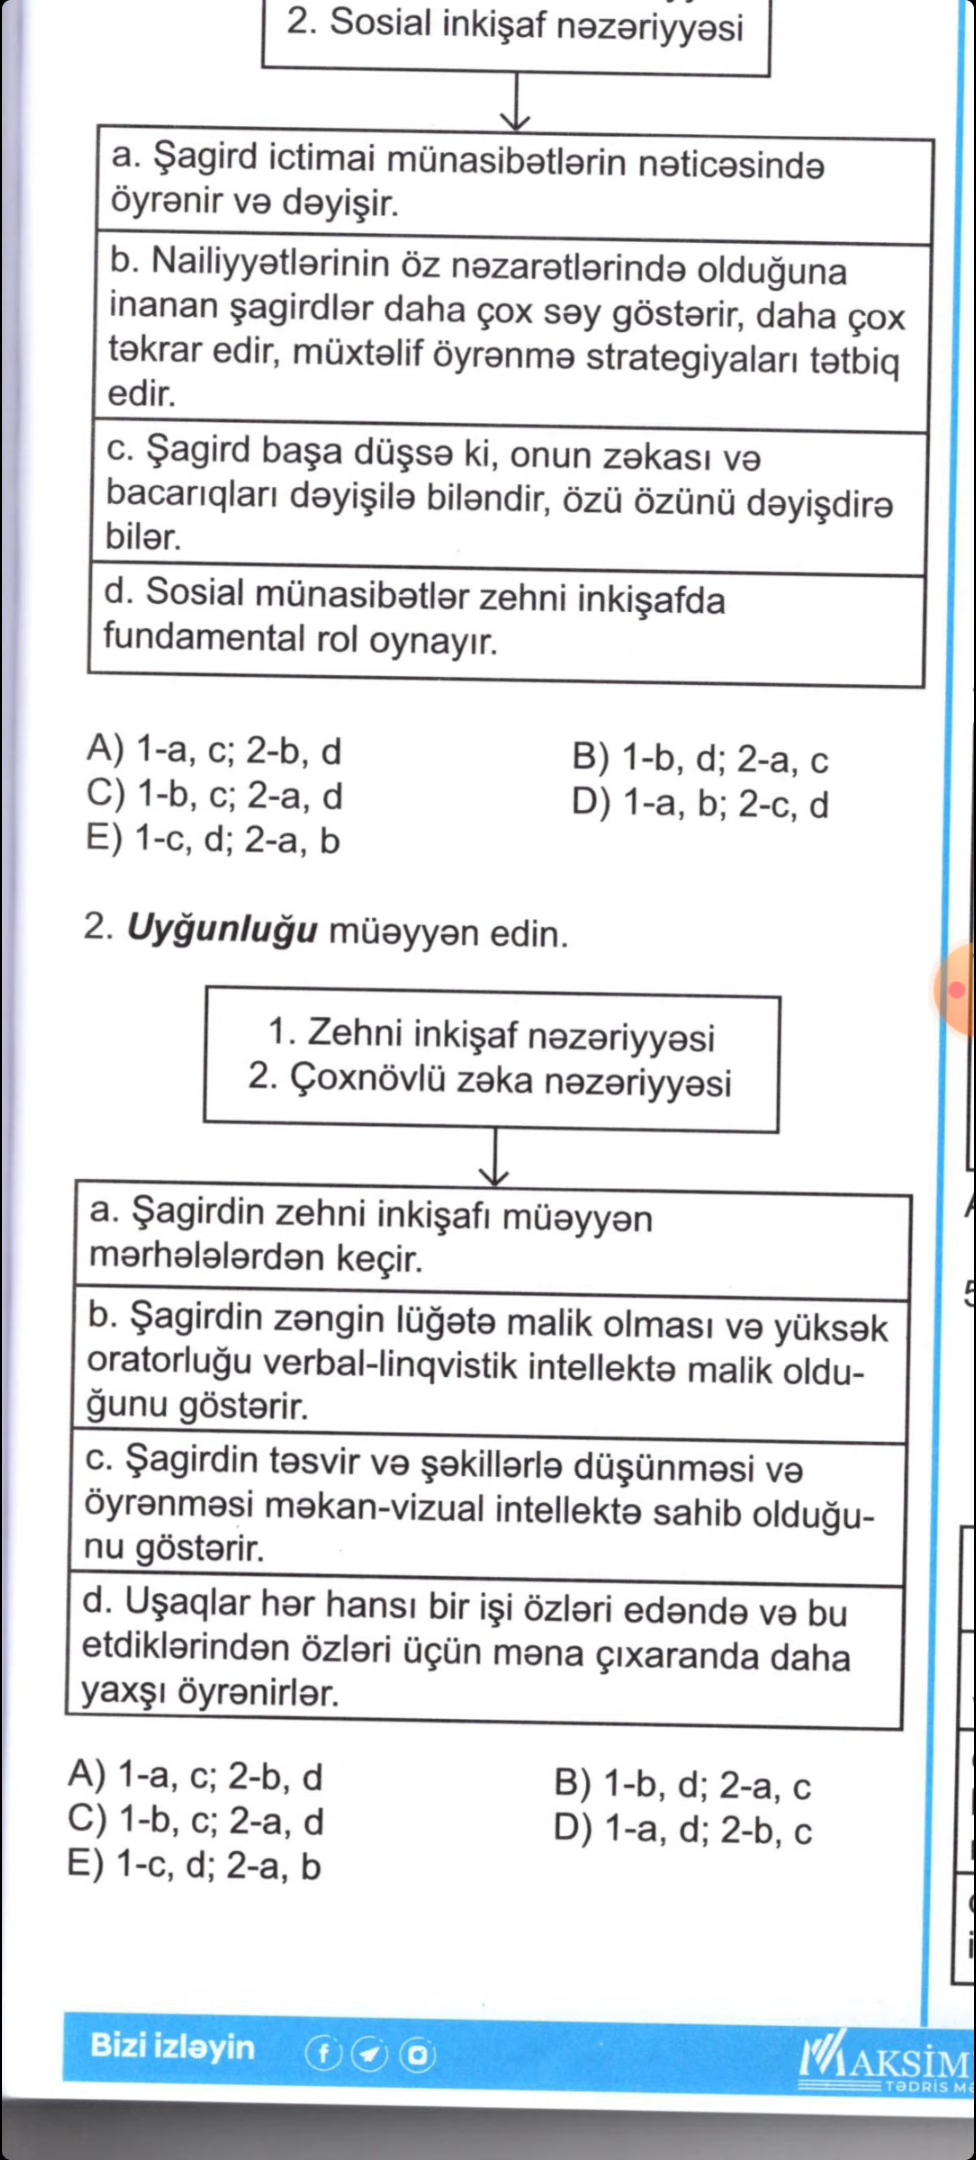 2. Sosial inkişaf nəzəriyyəsi
a. Şagird ictimai münasibətlərin nəticəsində
öyrənir və dəyişir.
b. Nailiyyətlərinin öz nəzarətlərində olduğuna
inanan şagirdlər daha çox səy göstərir, daha çox
təkrar edir, müxtəlif öyrənmə strategiyaları tətbiq
edir.
c. Şagird başa düşsə ki, onun zəkası və
bacarıqları dəyişilə biləndir, özü özünü dəyişdirə
bilər.
d. Sosial münasibətlər zehni inkişafda
fundamental rol oynayır.
A) 1-a, c; 2-b, d
B) 1-b, d; 2-a, c
C) 1-b, c; 2-a, d
D) 1-a, b; 2-c, d
E) 1-c, d; 2-a, b
2. Uyğunluğu müəyyən edin.
1. Zehni inkişaf nəzəriyyəsi
2. Çoxnövlü zəka nəzəriyyəsi
a. Şagirdin zehni inkişafı müəyyən
mərhələlərdən keçir.
b. Şagirdin zəngin lüğətə malik olması və yüksək
oratorluğu verbal-linqvistik intellektə malik oldu-
ğunu göstərir.
c. Şagirdin təsvir və şəkillərlə düşünməsi və
öyrənməsi məkan-vizual intellektə sahib olduğu-
nu göstərir.
d. Uşaqlar hər hansı bir işi özləri edəndə və bu
etdiklərindən özləri üçün məna çıxaranda daha
yaxşı öyrənirlər.
A) 1-a, c; 2-b, d
B) 1-b, d; 2-a, c
C) 1-b, c; 2-a, d
D) 1-a, d; 2-b, c
E) 1-c, d; 2-a, b
Bizi izləyin
MAKSİM
TƏDRİS